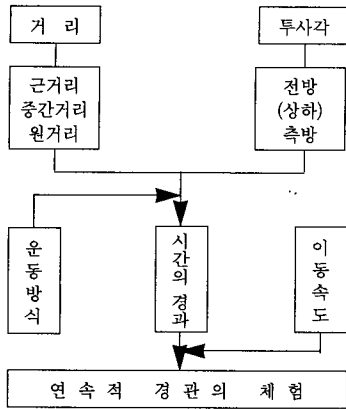 거 리
투사각
근거리
중간거리
원거리
전방
(상하)
측방
운동방식
시간의 경과
이동속도
연 속 적 경 관 의 체 험